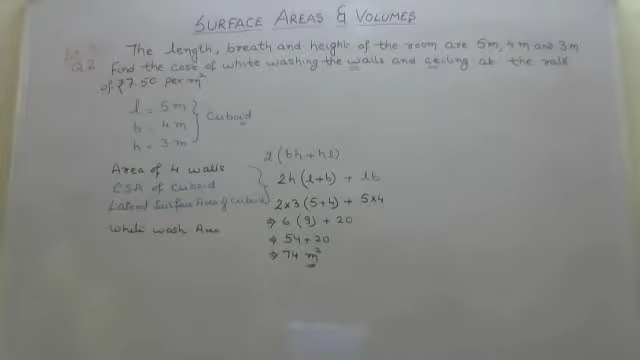 SURFACE AREAS & VOLUMES
Q2 The length, breath and height of the room are 5m, 4m and 3m
Find the cost of white washing the walls and ceiling at the rate
of ₹7.50 per m²
l = 5m
b = 4m
h = 3m
Cuboid
2(bh+hl)
Area of 4 walls
CSA of Cuboid
Lateral Surface Area of Cuboid
2h(l+b) + lb
2×3(5+4) + 5×4
White wash Area
⇒ 6(9) + 20
⇒ 54+20
⇒ 74 m²